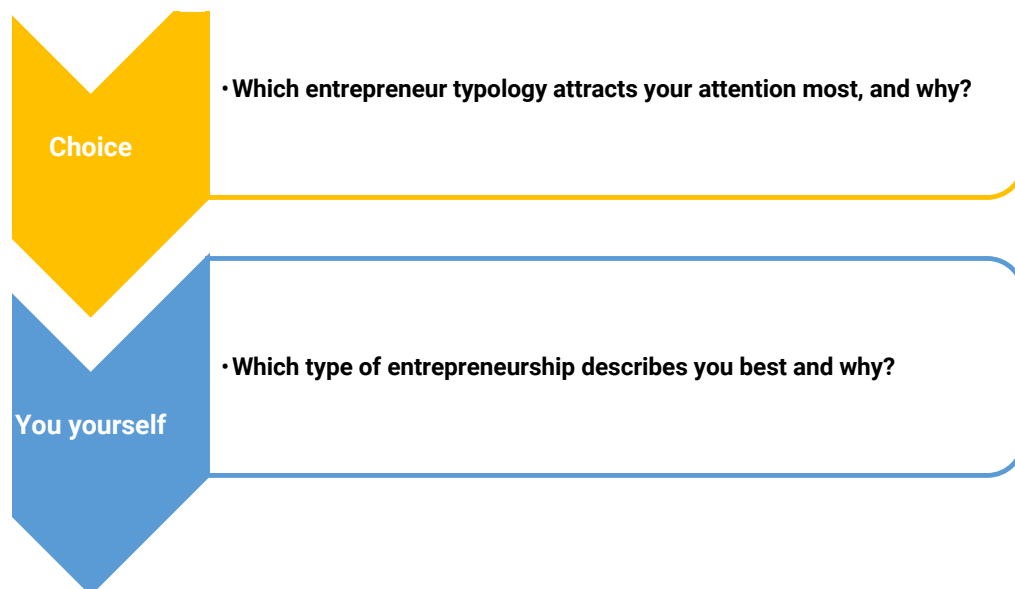 • Which entrepreneur typology attracts your attention most, and why?
Choice
• Which type of entrepreneurship describes you best and why?
You yourself